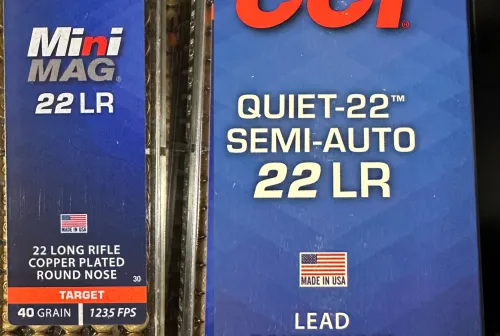 Mini
MAG®
22 LR
MADE IN USA
22 LONG RIFLE
COPPER PLATED
ROUND NOSE
30
TARGET
40 GRAIN | 1235 FPS
CCI®
QUIET-22™
SEMI-AUTO
22 LR
MADE IN USA
LEAD